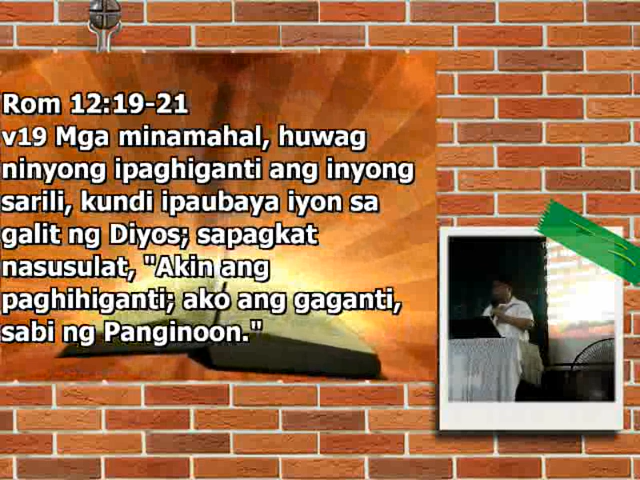 Rom 12:19-21
v19 Mga minamahal, huwag
ninyong ipaghiganti ang inyong
sarili, kundi ipaubaya iyon sa
galit ng Diyos; sapagkat
nasusulat, "Akin ang
paghihiganti; ako ang gaganti,
sabi ng Panginoon."